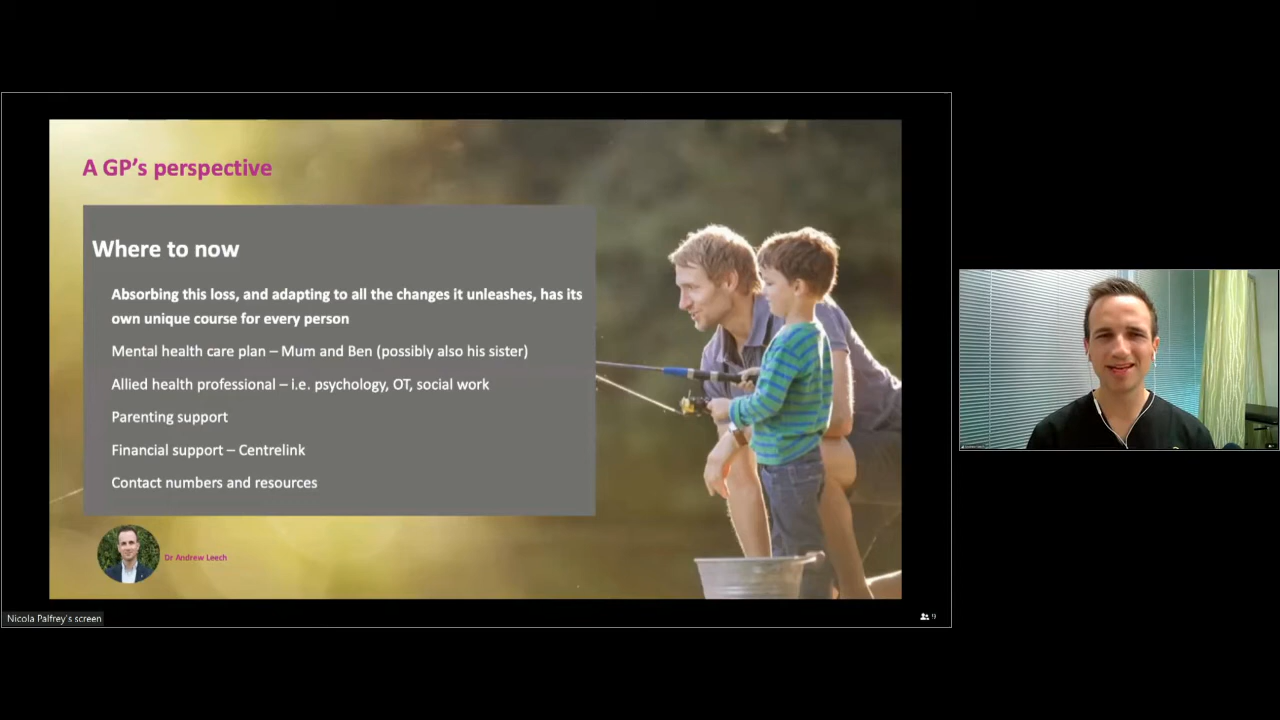 A GP's perspective
Where to now
Absorbing this loss, and adapting to all the changes it unleashes, has its
own unique course for every person
Mental health care plan – Mum and Ben (possibly also his sister)
Allied health professional – i.e. psychology, OT, social work
Parenting support
Financial support – Centrelink
Contact numbers and resources
Dr Andrew Leech
Nicola Palfrey's screen
9